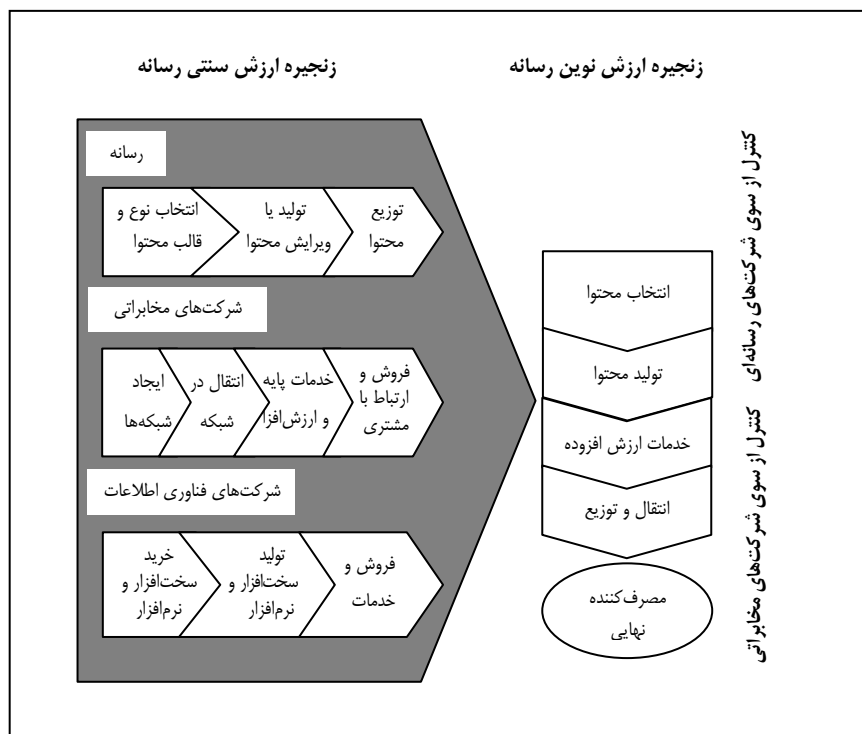 زنجیره ارزش سنتی رسانه
رسانه
انتخاب نوع و
قالب محتوا
تولید یا
ویرایش محتوا
توزیع
محتوا
شرکت‌های مخابراتی
ایجاد
شبکه‌ها
انتقال در
شبکه
خدمات پایه
و ارزش‌افزا
فروش و
ارتباط با
مشتری
شرکت‌های فناوری اطلاعات
خرید
سخت‌افزار و
نرم‌افزار
تولید
سخت‌افزار و
نرم‌افزار
فروش و
خدمات
زنجیره ارزش نوین رسانه
انتخاب محتوا
تولید محتوا
خدمات ارزش افزوده
انتقال و توزیع
مصرف‌کننده
نهایی
کنترل از سوی شرکت‌های رسانه‌ای
کنترل از سوی شرکت‌های مخابراتی